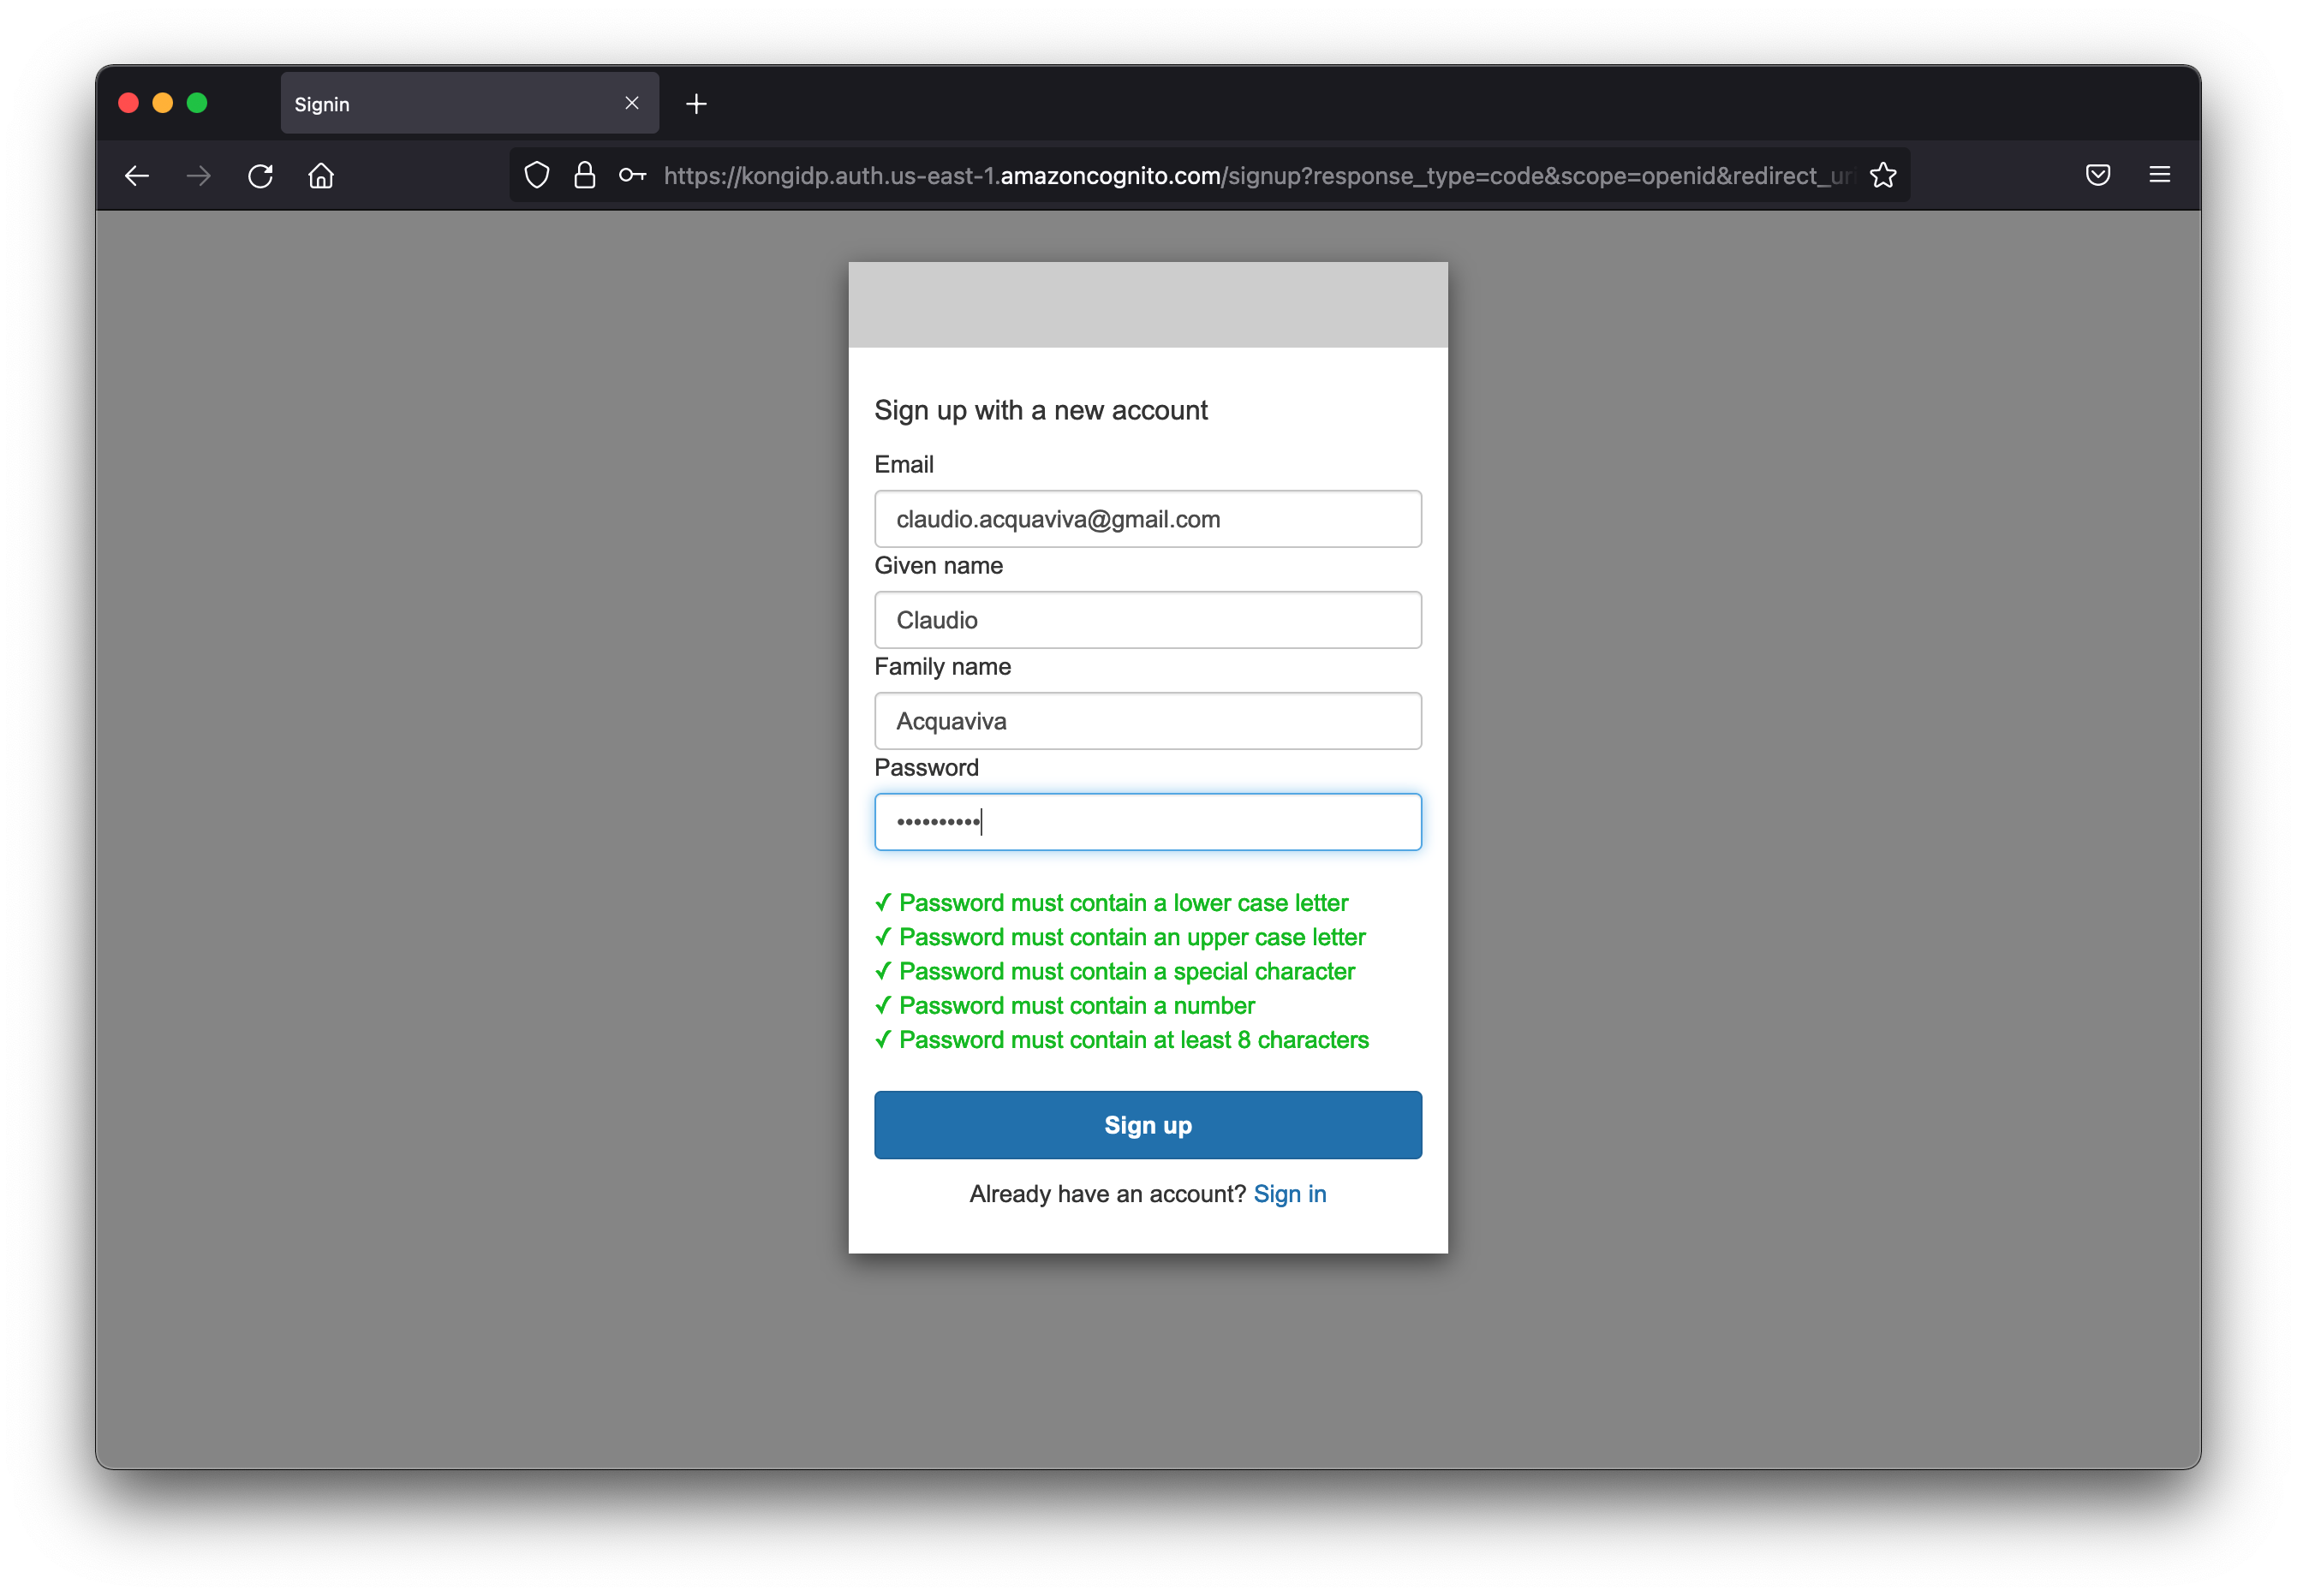 Signin
https://kongidp.auth.us-east-1.amazoncognito.com/signup?response_type=code&scope=openid&redirect_uri
Sign up with a new account
Email
claudio.acquaviva@gmail.com
Given name
Claudio
Family name
Acquaviva
Password
••••••••••
✓ Password must contain a lower case letter
✓ Password must contain an upper case letter
✓ Password must contain a special character
✓ Password must contain a number
✓ Password must contain at least 8 characters
Sign up
Already have an account? Sign in